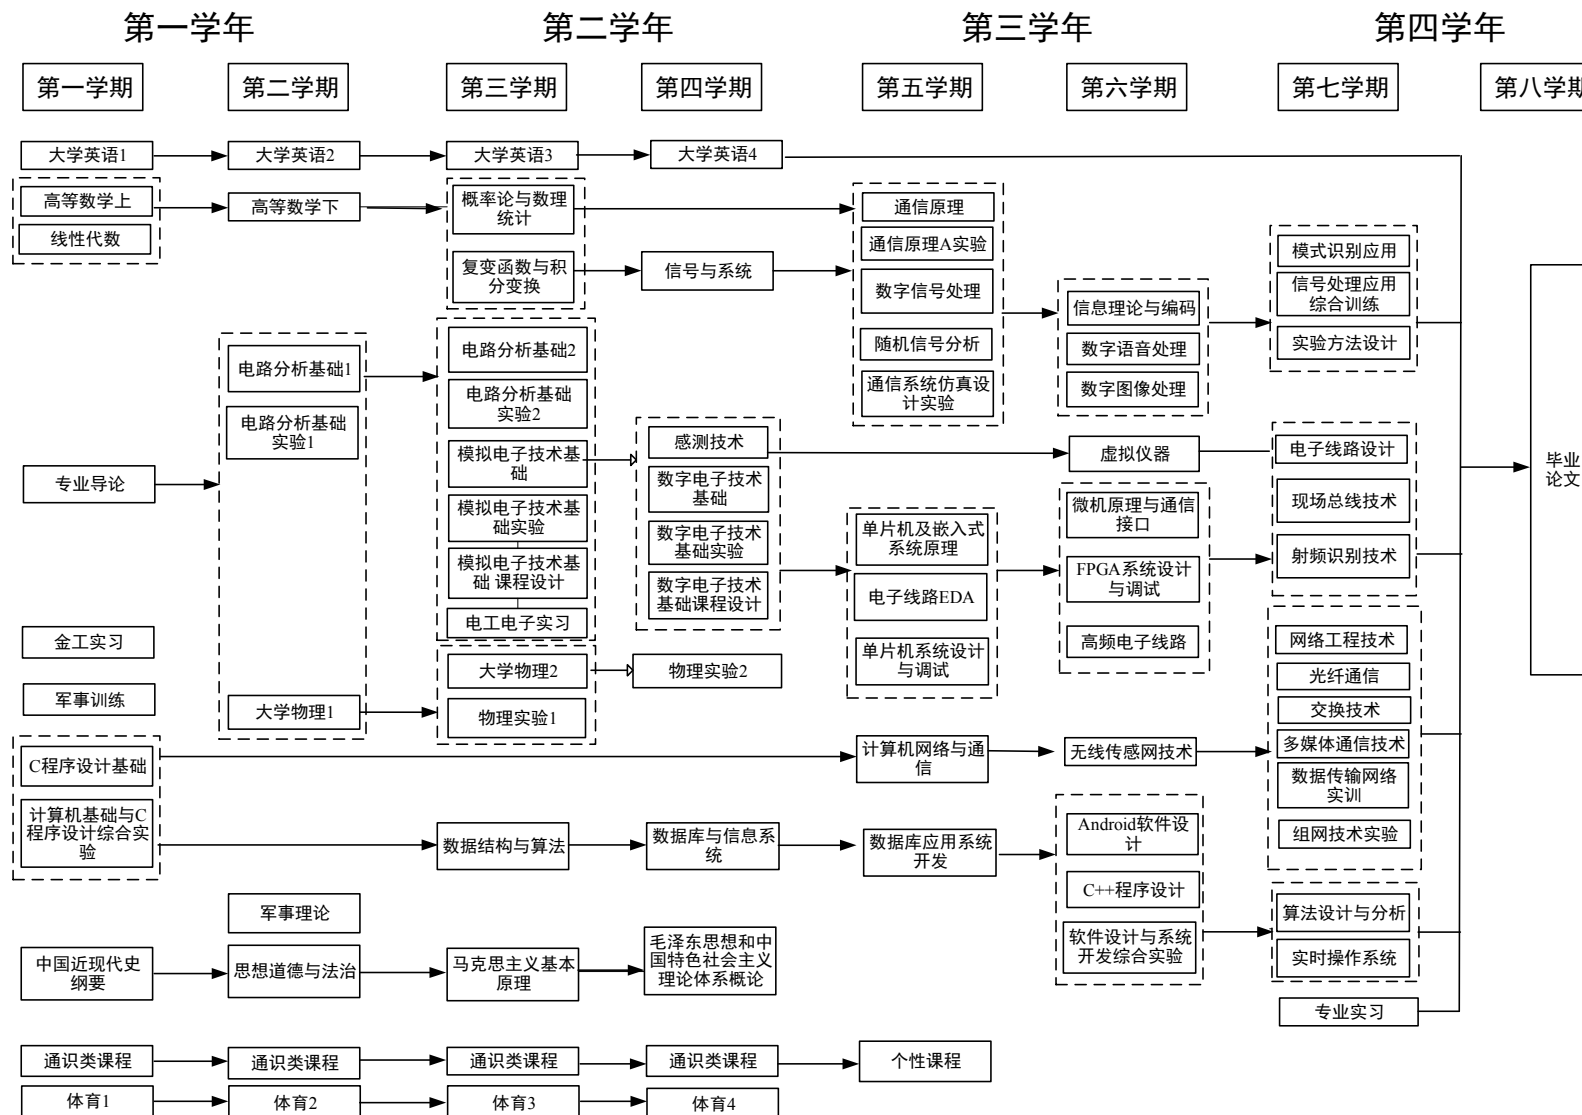 第一学年
第二学年
第三学年
第四学年
第一学期
第二学期
第三学期
第四学期
第五学期
第六学期
第七学期
第八学期
大学英语1
大学英语2
大学英语3
大学英语4
高等数学上
线性代数
高等数学下
概率论与数理
统计
复变函数与积
分变换
信号与系统
通信原理
通信原理A实验
数字信号处理
随机信号分析
通信系统仿真设
计实验
信息理论与编码
数字语音处理
数字图像处理
模式识别应用
信号处理应用
综合训练
实验方法设计
专业导论
电路分析基础1
电路分析基础
实验1
大学物理1
电路分析基础2
电路分析基础
实验2
模拟电子技术基
础
模拟电子技术基
础实验
模拟电子技术基
础 课程设计
电工电子实习
感测技术
数字电子技术
基础
数字电子技术
基础实验
数字电子技术
基础课程设计
虚拟仪器
单片机及嵌入式
系统原理
电子线路EDA
单片机系统设计
与调试
微机原理与通信
接口
FPGA系统设计
与调试
高频电子线路
电子线路设计
现场总线技术
射频识别技术
毕业
论文
金工实习
军事训练
大学物理2
物理实验1
物理实验2
C程序设计基础
计算机基础与C
程序设计综合实
验
计算机网络与通
信
无线传感网技术
网络工程技术
光纤通信
交换技术
多媒体通信技术
数据传输网络
实训
组网技术实验
数据结构与算法
数据库与信息系
统
数据库应用系统
开发
Android软件设
计
C++程序设计
软件设计与系统
开发综合实验
算法设计与分析
实时操作系统
专业实习
军事理论
中国近现代史
纲要
思想道德与法治
马克思主义基本
原理
毛泽东思想和中
国特色社会主义
理论体系概论
通识类课程
通识类课程
通识类课程
通识类课程
个性课程
体育1
体育2
体育3
体育4